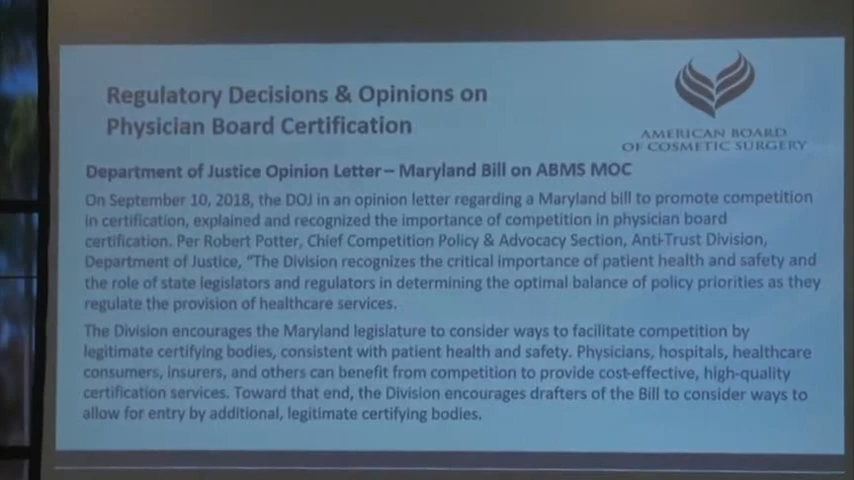 Regulatory Decisions & Opinions on
Physician Board Certification
AMERICAN BOARD
OF COSMETIC SURGERY
Department of Justice Opinion Letter – Maryland Bill on ABMS MOC
On September 10, 2018, the DOJ in an opinion letter regarding a Maryland bill to promote competition
in certification, explained and recognized the importance of competition in physician board
certification. Per Robert Potter, Chief Competition Policy & Advocacy Section, Anti-Trust Division,
Department of Justice, "The Division recognizes the critical importance of patient health and safety and
the role of state legislators and regulators in determining the optimal balance of policy priorities as they
regulate the provision of healthcare services.
The Division encourages the Maryland legislature to consider ways to facilitate competition by
legitimate certifying bodies, consistent with patient health and safety. Physicians, hospitals, healthcare
consumers, insurers, and others can benefit from competition to provide cost-effective, high-quality
certification services. Toward that end, the Division encourages drafters of the Bill to consider ways to
allow for entry by additional, legitimate certifying bodies.